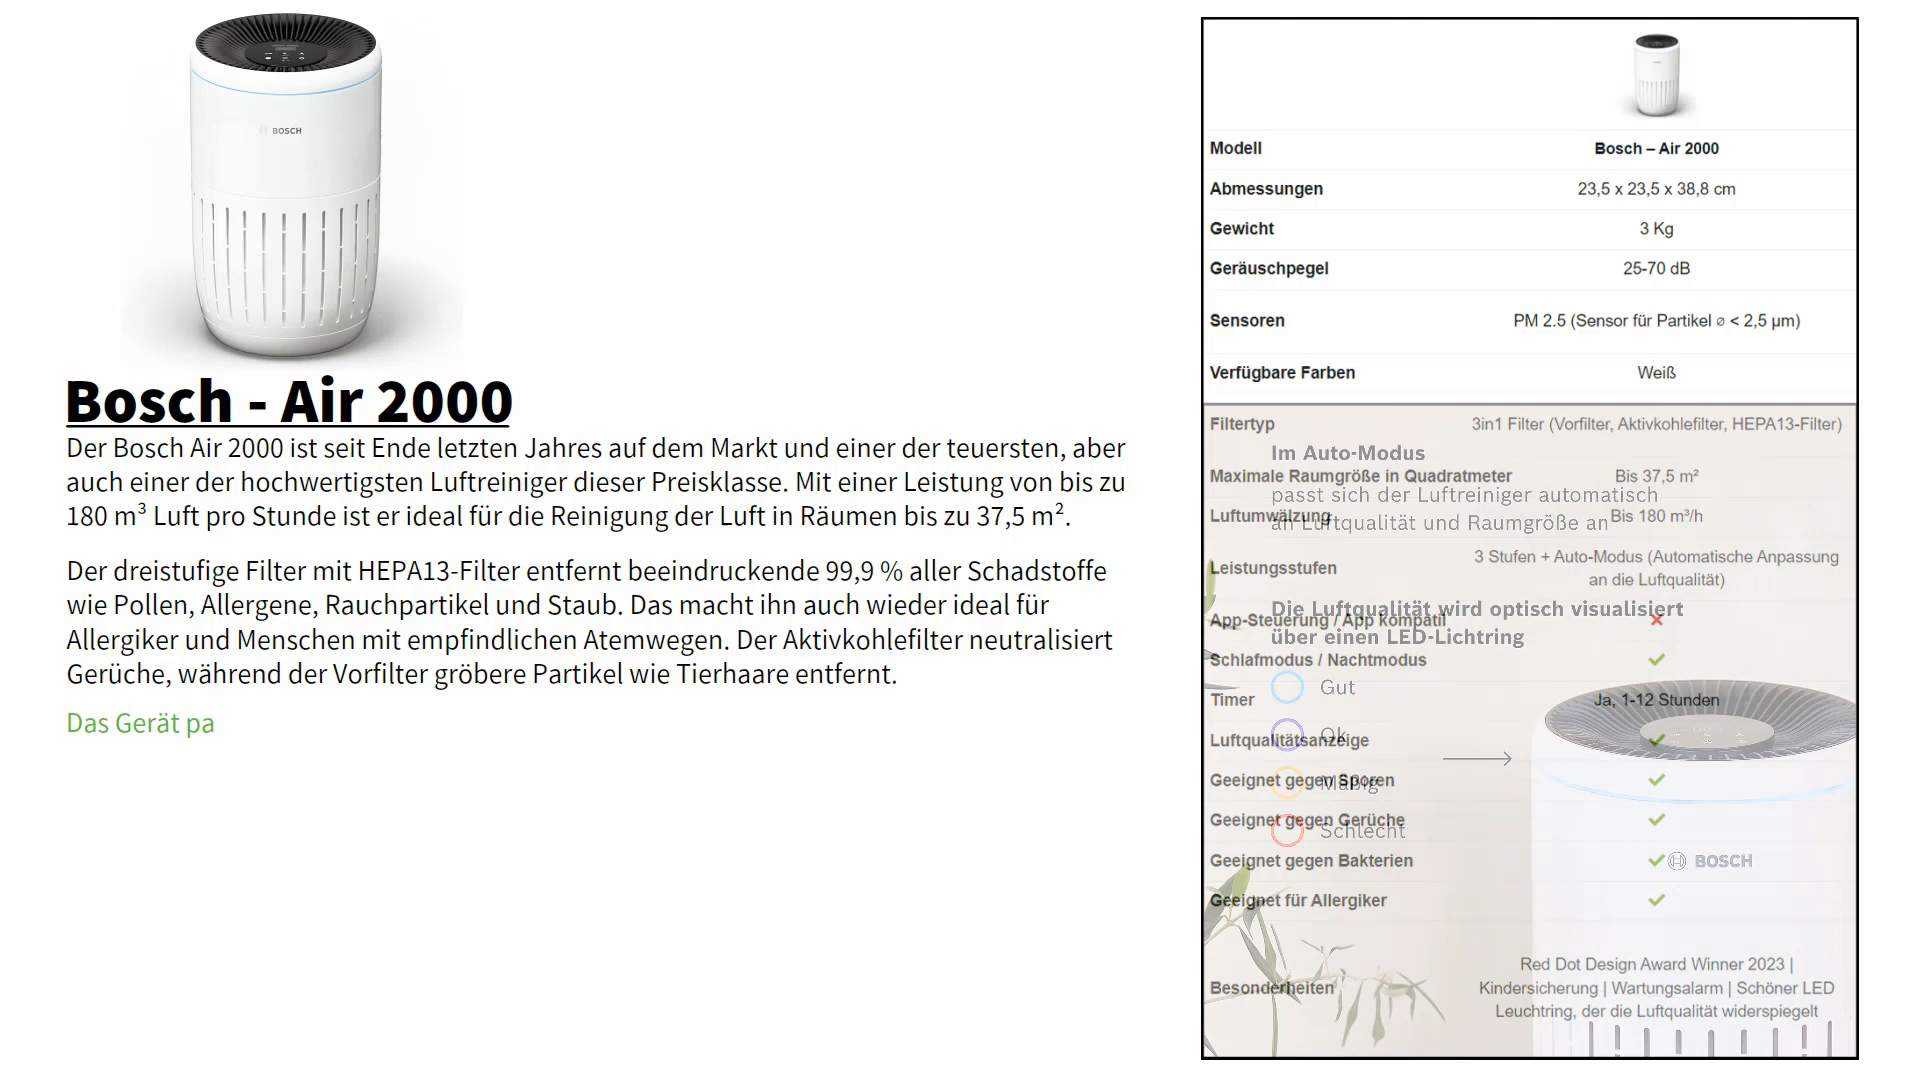 BOSCH
Bosch - Air 2000
Der Bosch Air 2000 ist seit Ende letzten Jahres auf dem Markt und einer der teuersten, aber
auch einer der hochwertigsten Luftreiniger dieser Preisklasse. Mit einer Leistung von bis zu
180 m³ Luft pro Stunde ist er ideal für die Reinigung der Luft in Räumen bis zu 37,5 m².
Der dreistufige Filter mit HEPA13-Filter entfernt beeindruckende 99,9 % aller Schadstoffe
wie Pollen, Allergene, Rauchpartikel und Staub. Das macht ihn auch wieder ideal für
Allergiker und Menschen mit empfindlichen Atemwegen. Der Aktivkohlefilter neutralisiert
Gerüche, während der Vorfilter gröbere Partikel wie Tierhaare entfernt.
Das Gerät pa
Modell Bosch – Air 2000
Abmessungen 23,5 x 23,5 x 38,8 cm
Gewicht 3 Kg
Geräuschpegel 25-70 dB
Sensoren PM 2.5 (Sensor für Partikel ⌀ < 2,5 μm)
Verfügbare Farben Weiß
Filtertyp 3in1 Filter (Vorfilter, Aktivkohlefilter, HEPA13-Filter)
Im Auto-Modus
Maximale Raumgröße in Quadratmeter Bis 37,5 m²
passt sich der Luftreiniger automatisch
an Luftqualität und Raumgröße an
Luftumwälzung Bis 180 m³/h
Leistungsstufen 3 Stufen + Auto-Modus (Automatische Anpassung
an die Luftqualität)
Die Luftqualität wird optisch visualisiert
über einen LED-Lichtring
App-Steuerung / App kompatil
Schlafmodus / Nachtmodus
Gut
Timer Ja, 1-12 Stunden
Ok
Luftqualitätsanzeige
Geeignet gegen Sporen
Mäßig
Geeignet gegen Gerüche
Schlecht
Geeignet gegen Bakterien
BOSCH
Geeignet für Allergiker
Besonderheiten Red Dot Design Award Winner 2023 |
Kindersicherung | Wartungsalarm | Schöner LED
Leuchtring, der die Luftqualität widerspiegelt